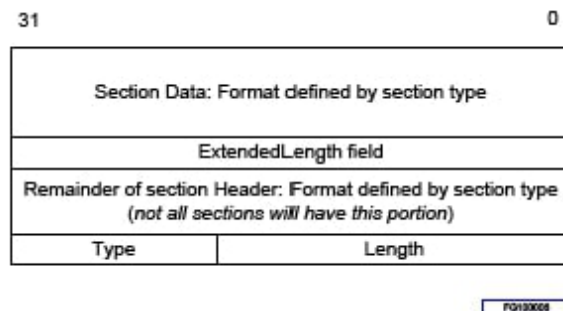 31 0
Section Data: Format defined by section type
ExtendedLength field
Remainder of section Header: Format defined by section type
(not all sections will have this portion)
Type Length